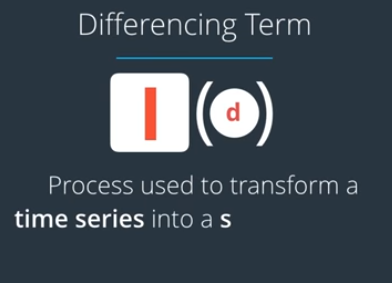 Differencing Term
I(d)
Process used to transform a
time series into a s